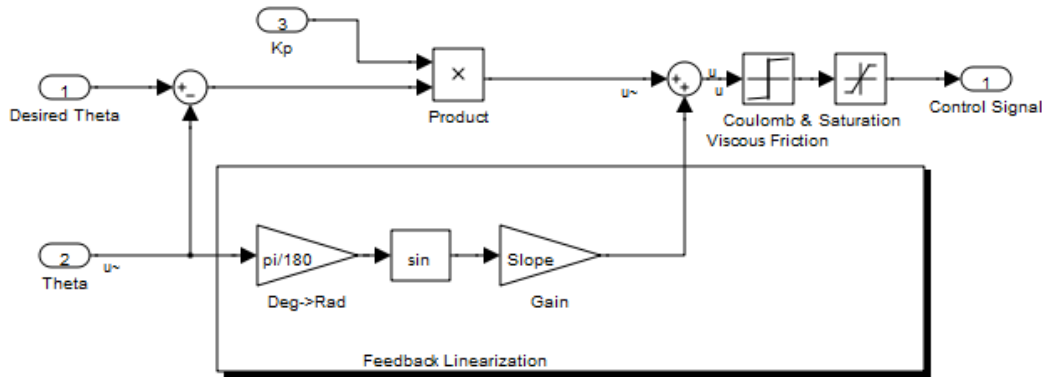 3
Kp
1
Desired Theta
+
−
×
Product
u~
+
+
u
u
Coulomb & Saturation
Viscous Friction
1
Control Signal
2
Theta
u~
pi/180
Deg->Rad
sin
Slope
Gain
Feedback Linearization